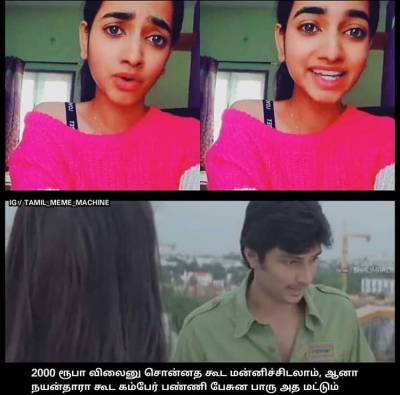 IG // TAMIL_MEME_MACHINE
2000 ரூபா விலைனு சொன்னத கூட மன்னிச்சிடலாம், ஆனா
நயன்தாரா கூட கம்பேர் பண்ணி பேசுன பாரு அத மட்டும்